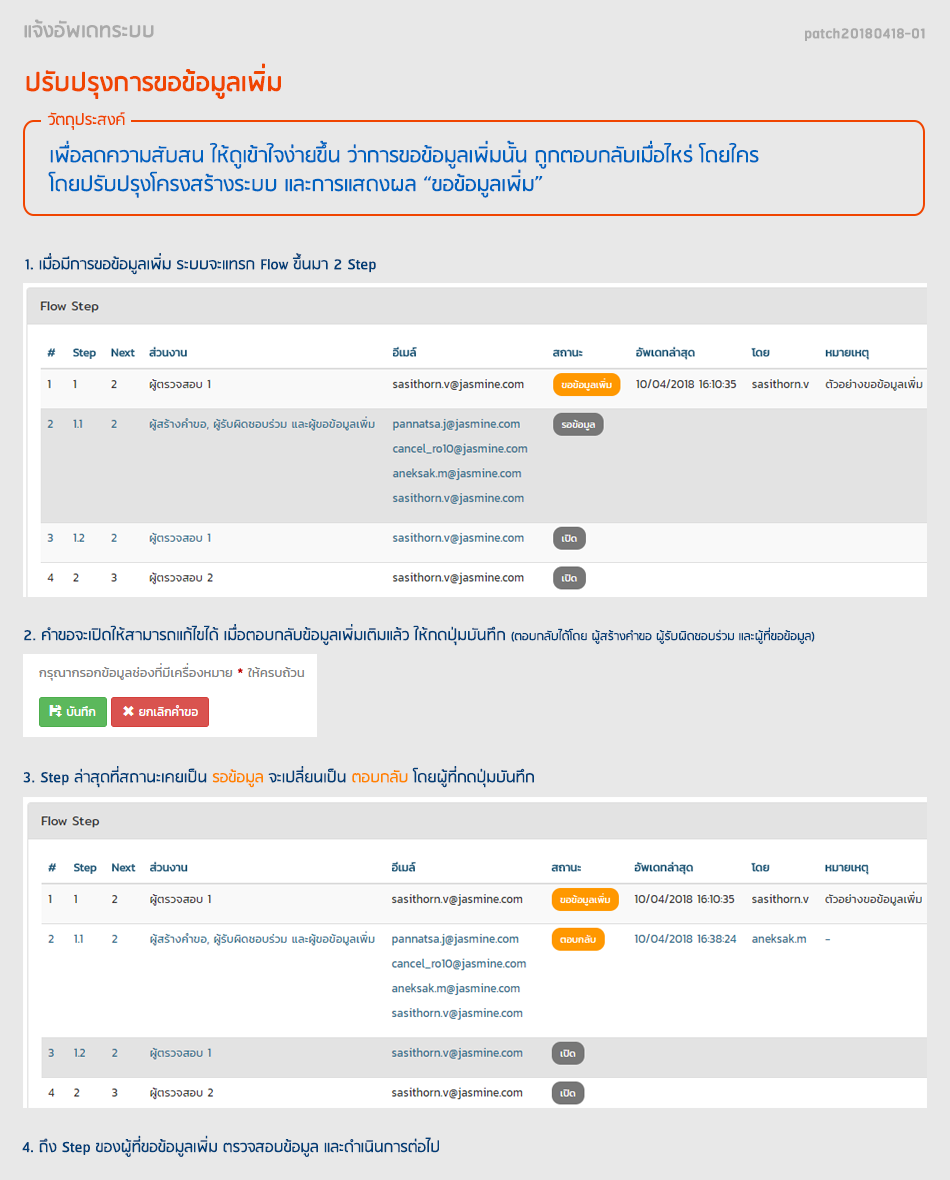 แจ้งอัพเดทระบบ
patch20180418-01
ปรับปรุงการขอข้อมูลเพิ่ม
วัตถุประสงค์
เพื่อลดความสับสน ให้ดูเข้าใจง่ายขึ้น ว่าการขอข้อมูลเพิ่มนั้น ถูกตอบกลับเมื่อไหร่ โดยใคร
โดยปรับปรุงโครงสร้างระบบ และการแสดงผล “ขอข้อมูลเพิ่ม”
1. เมื่อมีการขอข้อมูลเพิ่ม ระบบจะแทรก Flow ขึ้นมา 2 Step
Flow Step
# Step Next ส่วนงาน อีเมล์ สถานะ อัพเดทล่าสุด โดย หมายเหตุ
1 1 2 ผู้ตรวจสอบ 1 sasithorn.v@jasmine.com ขอข้อมูลเพิ่ม 10/04/2018 16:10:35 sasithorn.v ตัวอย่างขอข้อมูลเพิ่ม
2 1.1 2 ผู้สร้างคำขอ, ผู้รับผิดชอบร่วม และผู้ขอข้อมูลเพิ่ม pannatsa.j@jasmine.com รอข้อมูล
cancel_ro10@jasmine.com
aneksak.m@jasmine.com
sasithorn.v@jasmine.com
3 1.2 2 ผู้ตรวจสอบ 1 sasithorn.v@jasmine.com เปิด
4 2 3 ผู้ตรวจสอบ 2 sasithorn.v@jasmine.com เปิด
2. คำขอจะเปิดให้สามารถแก้ไขได้ เมื่อตอบกลับข้อมูลเพิ่มเติมแล้ว ให้กดปุ่มบันทึก (ตอบกลับได้โดย ผู้สร้างคำขอ ผู้รับผิดชอบร่วม และผู้ที่ขอข้อมูล)
กรุณากรอกข้อมูลช่องที่มีเครื่องหมาย * ให้ครบถ้วน
บันทึก ยกเลิกคำขอ
3. Step ล่าสุดที่สถานะเคยเป็น รอข้อมูล จะเปลี่ยนเป็น ตอบกลับ โดยผู้ที่กดปุ่มบันทึก
Flow Step
# Step Next ส่วนงาน อีเมล์ สถานะ อัพเดทล่าสุด โดย หมายเหตุ
1 1 2 ผู้ตรวจสอบ 1 sasithorn.v@jasmine.com ขอข้อมูลเพิ่ม 10/04/2018 16:10:35 sasithorn.v ตัวอย่างขอข้อมูลเพิ่ม
2 1.1 2 ผู้สร้างคำขอ, ผู้รับผิดชอบร่วม และผู้ขอข้อมูลเพิ่ม pannatsa.j@jasmine.com ตอบกลับ 10/04/2018 16:38:24 aneksak.m -
cancel_ro10@jasmine.com
aneksak.m@jasmine.com
sasithorn.v@jasmine.com
3 1.2 2 ผู้ตรวจสอบ 1 sasithorn.v@jasmine.com เปิด
4 2 3 ผู้ตรวจสอบ 2 sasithorn.v@jasmine.com เปิด
4. ถึง Step ของผู้ที่ขอข้อมูลเพิ่ม ตรวจสอบข้อมูล และดำเนินการต่อไป